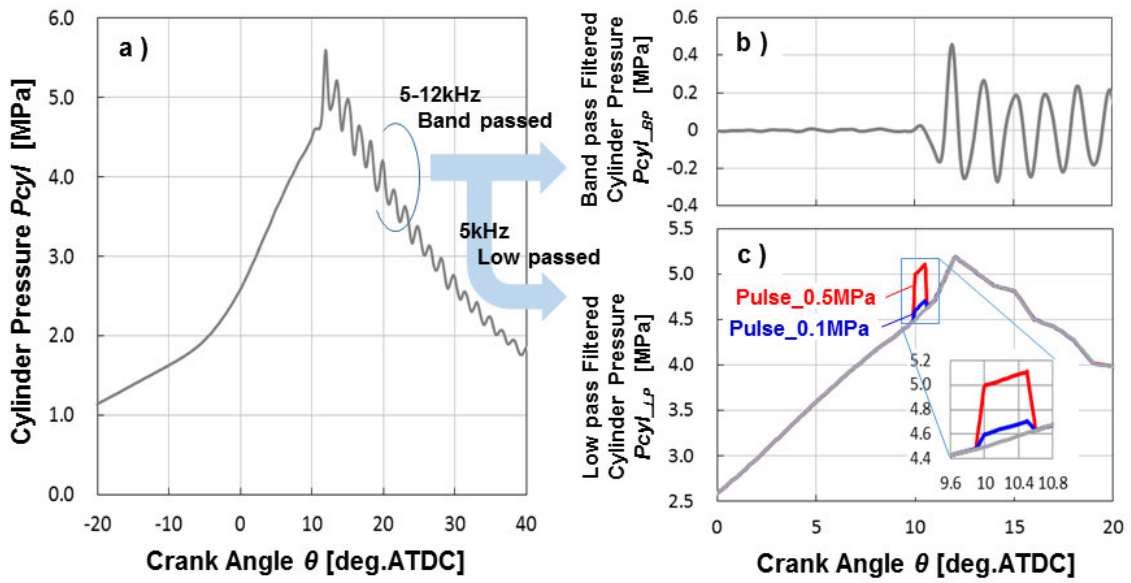 a )
Cylinder Pressure Pcyl [MPa]
6.0
5.0
4.0
3.0
2.0
1.0
0.0
-20
-10
0
10
20
30
40
Crank Angle θ [deg.ATDC]
5-12kHz
Band passed
5kHz
Low passed
b )
Band pass Filtered
Cylinder Pressure
Pcyl_BP [MPa]
0.6
0.4
0.2
0
-0.2
-0.4
c )
Low pass Filtered
Cylinder Pressure
Pcyl_LP [MPa]
5.0
4.5
4.0
3.5
3.0
2.5
Pulse_0.5MPa
Pulse_0.1MPa
5.2
5.0
4.8
4.6
4.4
9.6
10
10.4
10.8
0
5
10
15
20
Crank Angle θ [deg.ATDC]